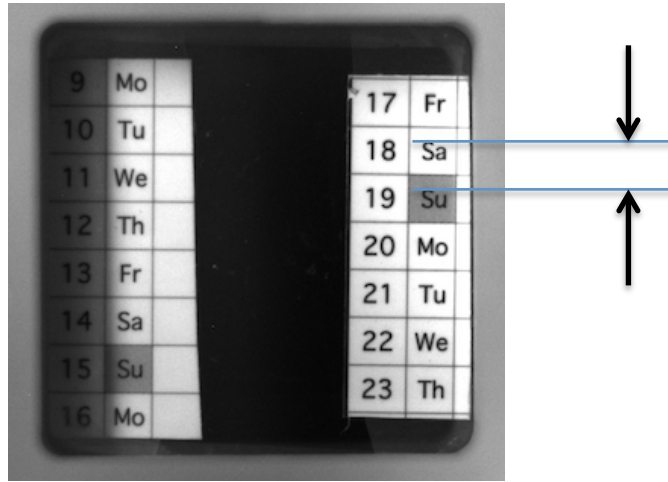 9 Mo
10 Tu
11 We
12 Th
13 Fr
14 Sa
15 Su
16 Mo
17 Fr
18 Sa
19 Su
20 Mo
21 Tu
22 We
23 Th